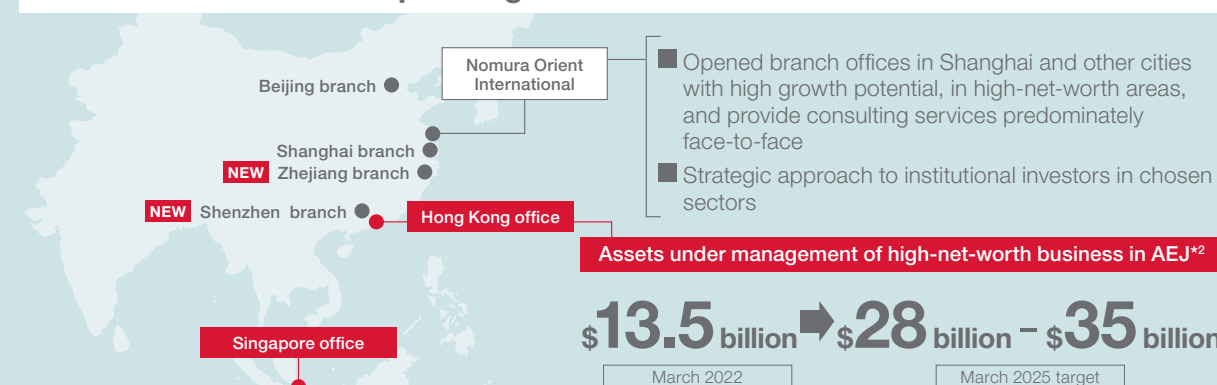 Nomura Orient
International
Opened branch offices in Shanghai and other cities
with high growth potential, in high-net-worth areas,
and provide consulting services predominately
face-to-face
Strategic approach to institutional investors in chosen
sectors
Beijing branch
Shanghai branch
NEW Zhejiang branch
NEW Shenzhen branch
Hong Kong office
Assets under management of high-net-worth business in AEJ*2
$13.5 billion $28 billion – $35 billion
March 2022 March 2025 target
Singapore office